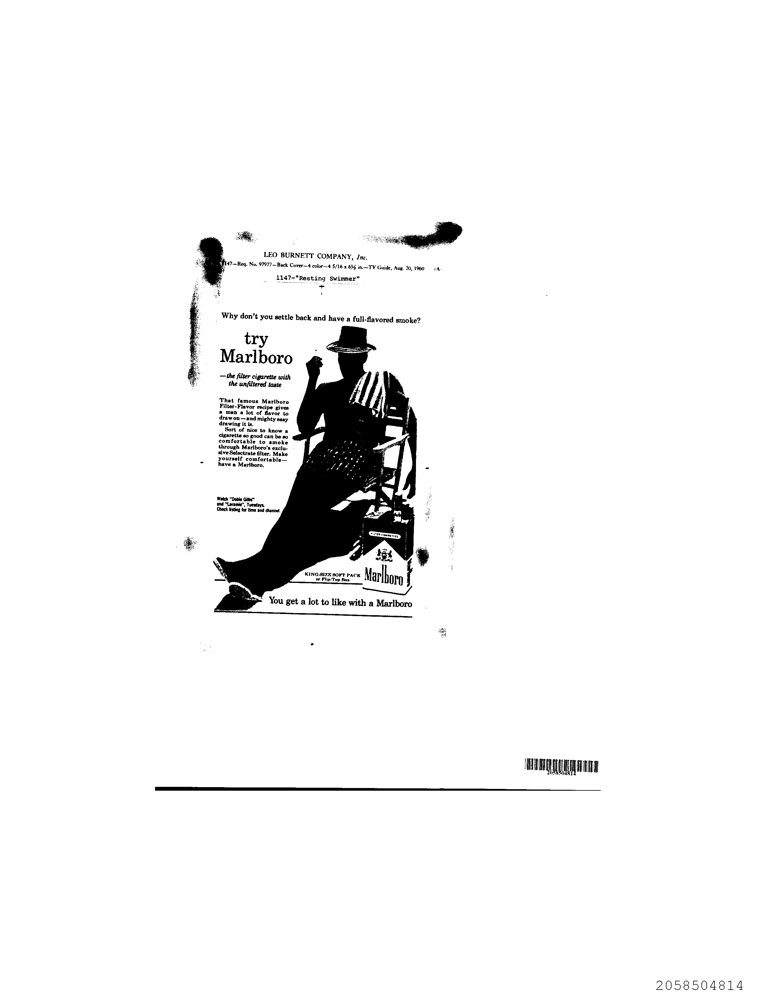 LEO BURNETT COMPANY, Inc.
1147—Req. No. 97977—Back Cover—4 color—4 5/16 x 6⅝ in.—TV Guide, Aug. 20, 1960 -A-
1147-"Resting Swimmer"
Why don't you settle back and have a full-flavored smoke?
try
Marlboro
—the filter cigarette with
the unfiltered taste
That famous Marlboro
Filter-Flavor recipe gives
a man a lot of flavor to
draw on—and mighty easy
drawing it is.
Sort of nice to know a
cigarette so good can be so
comfortable to smoke
through Marlboro's exclu-
sive Selectrate filter. Make
yourself comfortable—
have a Marlboro.
Watch "Dobie Gillis"
and "Laramie", Tuesdays.
Check listing for time and channel
KING-SIZE SOFT PACK
or Flip-Top Box
Marlboro
You get a lot to like with a Marlboro
2058504814
2058504814